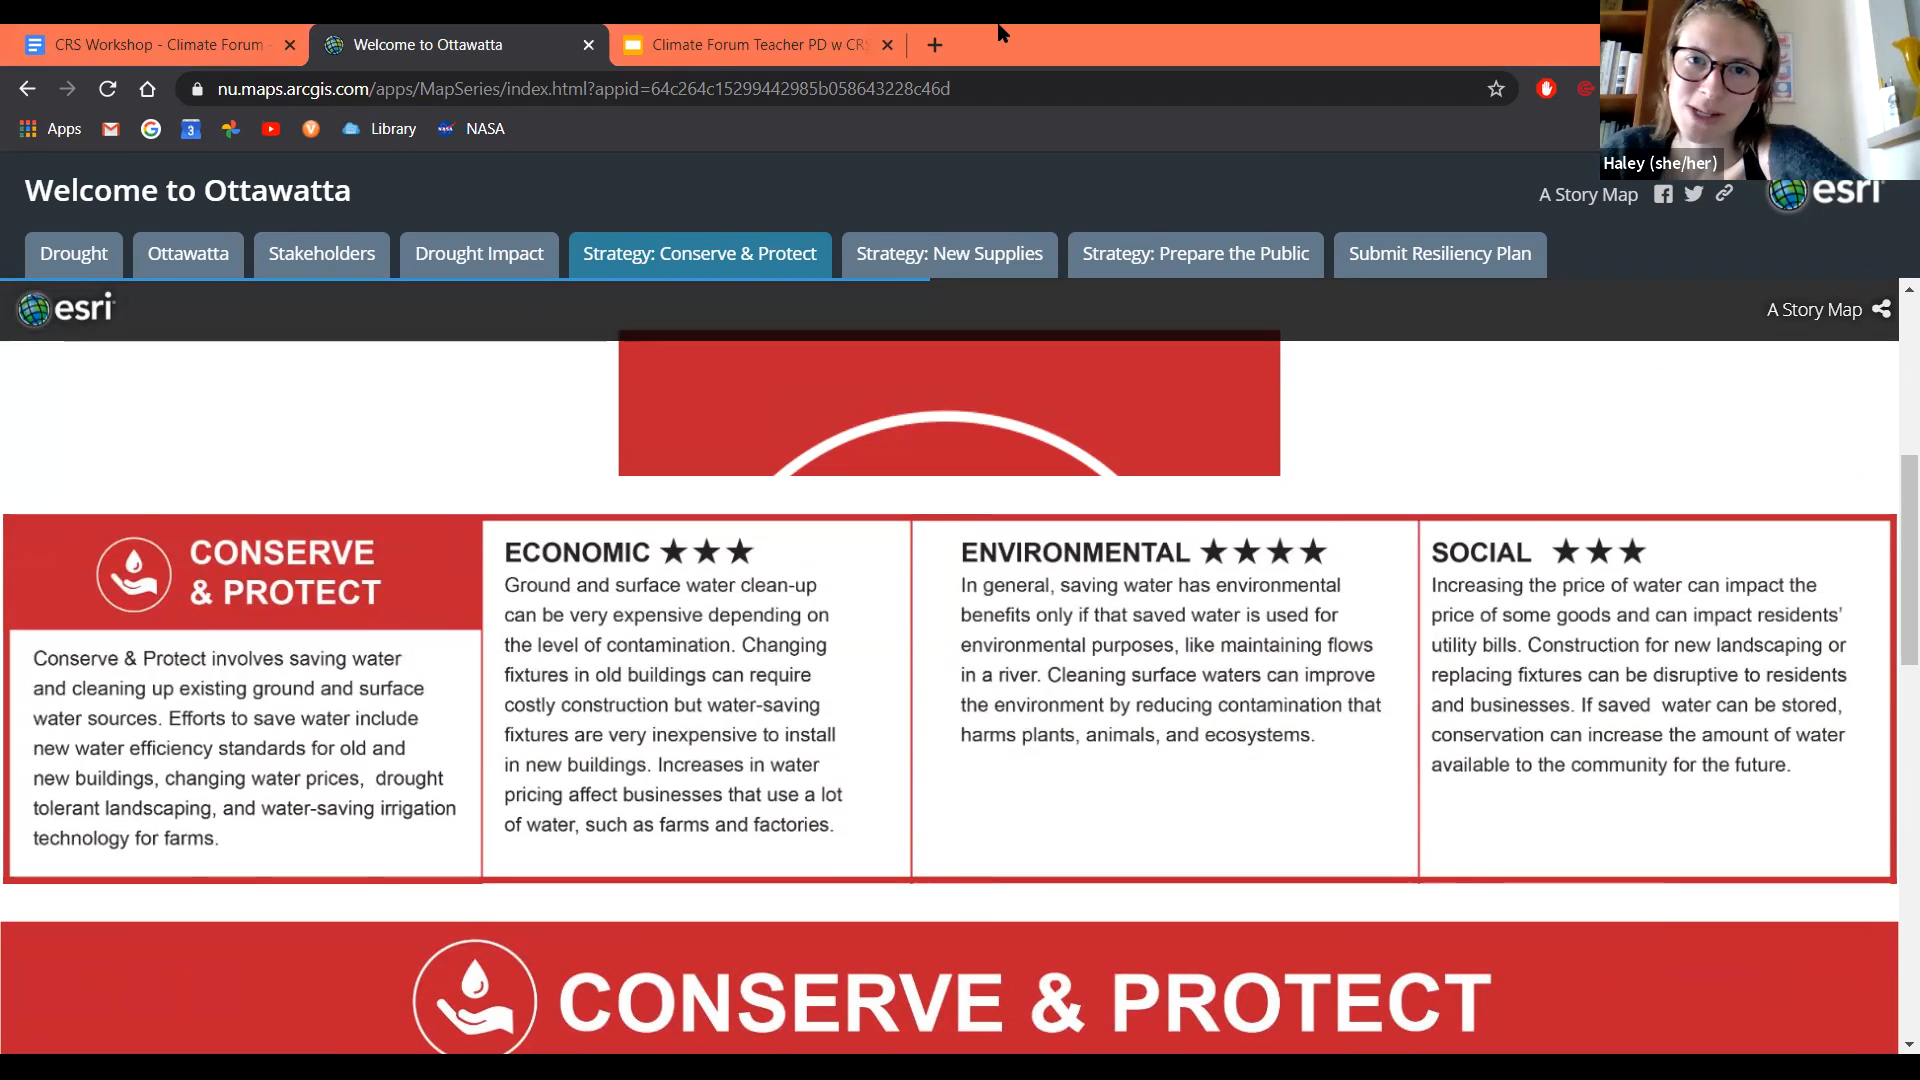 CRS Workshop - Climate Forum -
Welcome to Ottawatta
Climate Forum Teacher PD w CRS
nu.maps.arcgis.com/apps/MapSeries/index.html?appid=64c264c15299442985b058643228c46d
Apps
3
V
Library
NASA
NASA
Haley (she/her)
Welcome to Ottawatta
A Story Map
esri
Drought
Ottawatta
Stakeholders
Drought Impact
Strategy: Conserve & Protect
Strategy: New Supplies
Strategy: Prepare the Public
Submit Resiliency Plan
esri
A Story Map
CONSERVE
& PROTECT
Conserve & Protect involves saving water
and cleaning up existing ground and surface
water sources. Efforts to save water include
new water efficiency standards for old and
new buildings, changing water prices, drought
tolerant landscaping, and water-saving irrigation
technology for farms.
ECONOMIC ★★★
Ground and surface water clean-up
can be very expensive depending on
the level of contamination. Changing
fixtures in old buildings can require
costly construction but water-saving
fixtures are very inexpensive to install
in new buildings. Increases in water
pricing affect businesses that use a lot
of water, such as farms and factories.
ENVIRONMENTAL ★★★★
In general, saving water has environmental
benefits only if that saved water is used for
environmental purposes, like maintaining flows
in a river. Cleaning surface waters can improve
the environment by reducing contamination that
harms plants, animals, and ecosystems.
SOCIAL ★★★
Increasing the price of water can impact the
price of some goods and can impact residents'
utility bills. Construction for new landscaping or
replacing fixtures can be disruptive to residents
and businesses. If saved water can be stored,
conservation can increase the amount of water
available to the community for the future.
CONSERVE & PROTECT